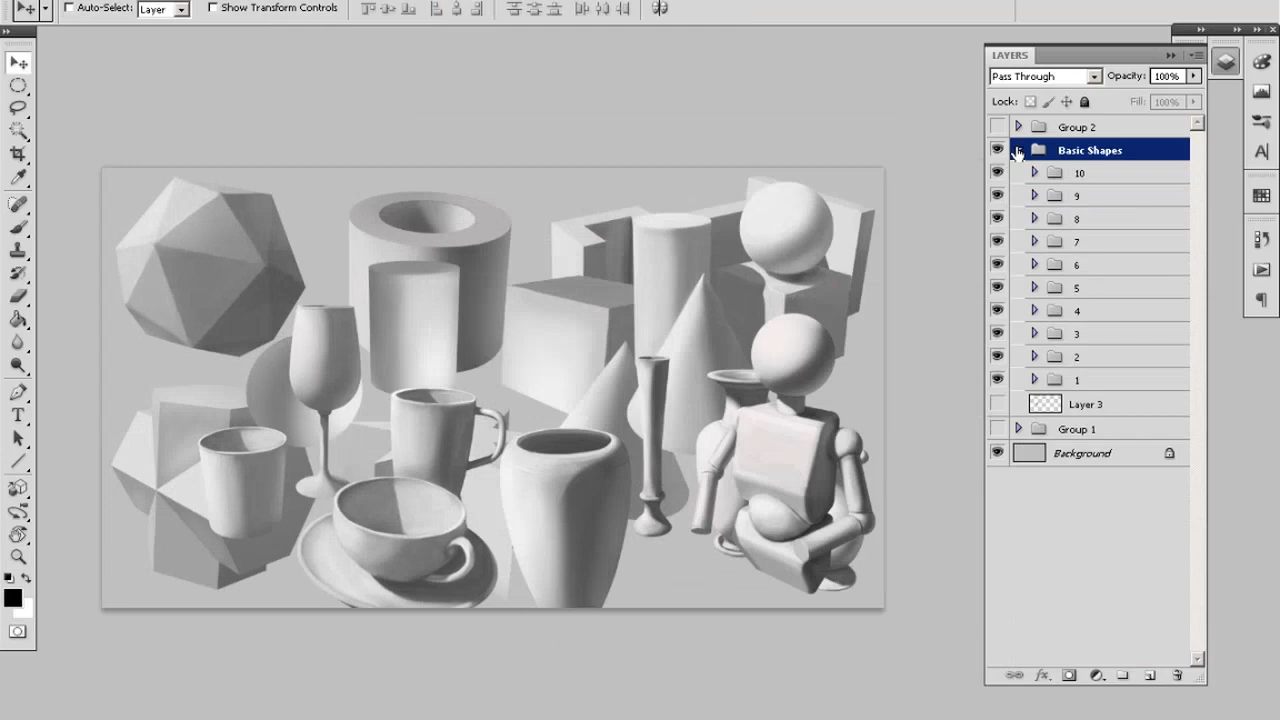 Auto-Select: Layer Show Transform Controls
LAYERS
Pass Through Opacity: 100%
Lock: Fill: 100%
Group 2
Basic Shapes
10
9
8
7
6
5
4
3
2
1
Layer 3
Group 1
Background